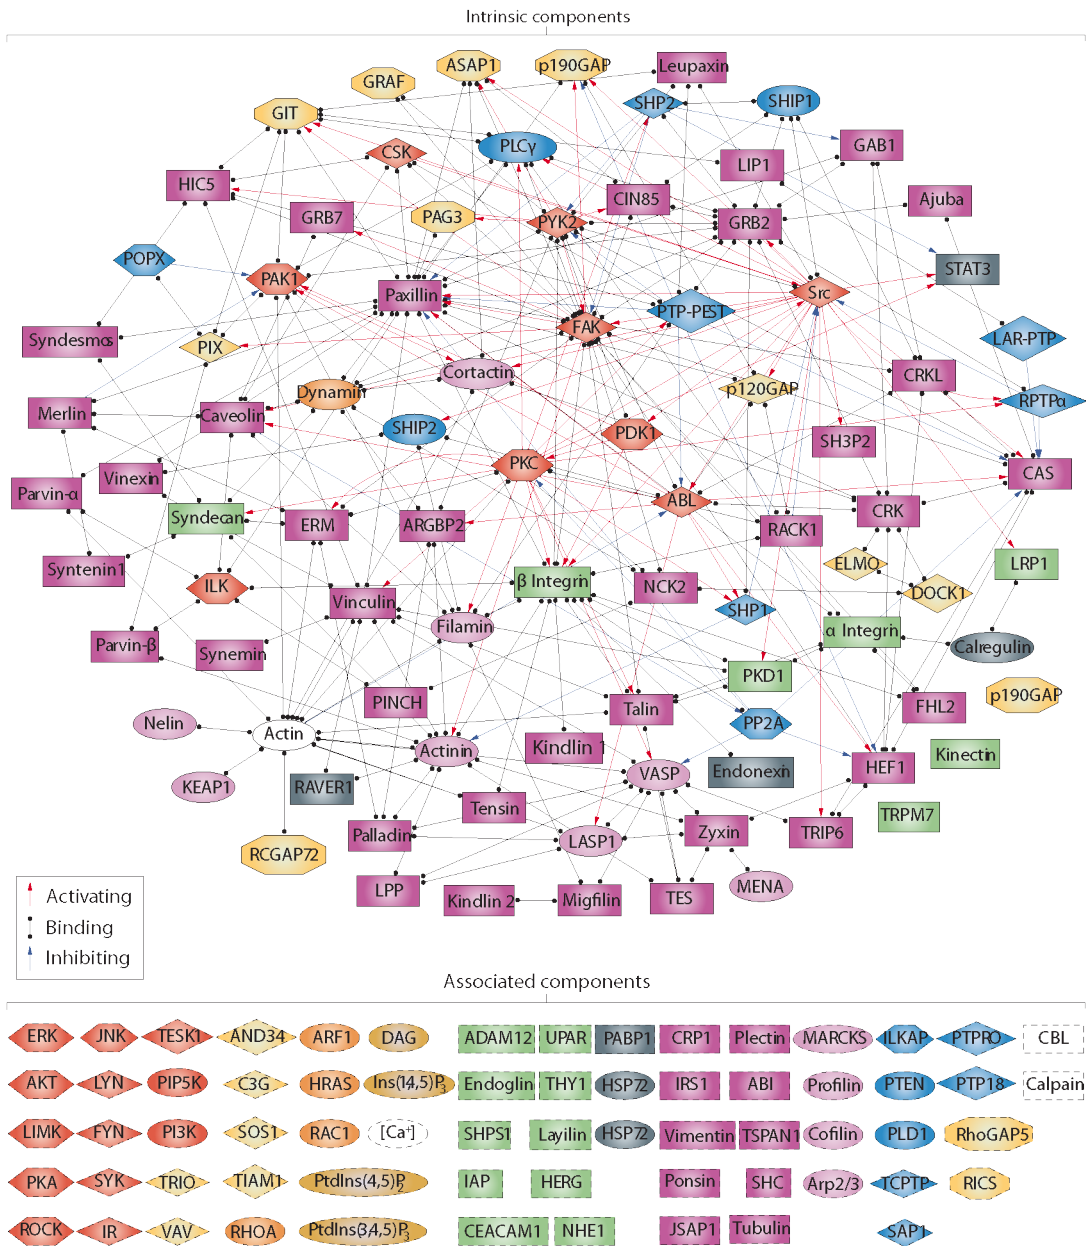 Intrinsic components
ASAP1
p190GAP
Leupaxin
GRAF
SHP2
SHIP1
GIT
PLCγ
GAB1
CSK
LIP1
HIC5
CIN85
Ajuba
GRB7
PAG3
PYK2
GRB2
POPX
STAT3
PAK1
Paxillin
Src
PTP-PEST
FAK
Syndesmos
PIX
LAR-PTP
Cortactin
CRKL
Dynamin
p120GAP
RPTPα
Merlin
Caveolin
SHIP2
PDK1
SH3P2
PKC
CAS
Vinexin
Parvin-α
ABL
Syndecan
ERM
ARGBP2
RACK1
CRK
Syntenin1
ELMO
LRP1
ILK
β Integrin
NCK2
DOCK1
Vinculin
SHP1
Filamin
α Integrin
Parvin-β
Synemin
Calregulin
PKD1
p190GAP
PINCH
Talin
FHL2
Nelin
PP2A
Actin
Actinin
Kindlin 1
Kinectin
VASP
Endonexin
HEF1
KEAP1
RAVER1
Tensin
TRPM7
Palladin
LASP1
Zyxin
TRIP6
RCGAP72
LPP
Kindlin 2
Migfilin
TES
MENA
Activating
Binding
Inhibiting
Associated components
ERK JNK TESK1 AND34 ARF1 DAG ADAM12 UPAR PABP1 CRP1 Plectin MARCKS ILKAP PTPRO CBL
AKT LYN PIP5K C3G HRAS Ins(14,5)P3 Endoglin THY1 HSP72 IRS1 ABI Profilin PTEN PTP18 Calpain
LIMK FYN PI3K SOS1 RAC1 [Ca+] SHPS1 Layilin HSP72 Vimentin TSPAN1 Cofilin PLD1 RhoGAP5
PKA SYK TRIO TIAM1 PtdIns(4,5)P2 IAP HERG Ponsin SHC Arp2/3 TCPTP RICS
ROCK IR VAV RHOA PtdIns(34,5)P3 CEACAM1 NHE1 JSAP1 Tubulin SAP1